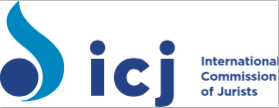 icj
International
Commission
of Jurists